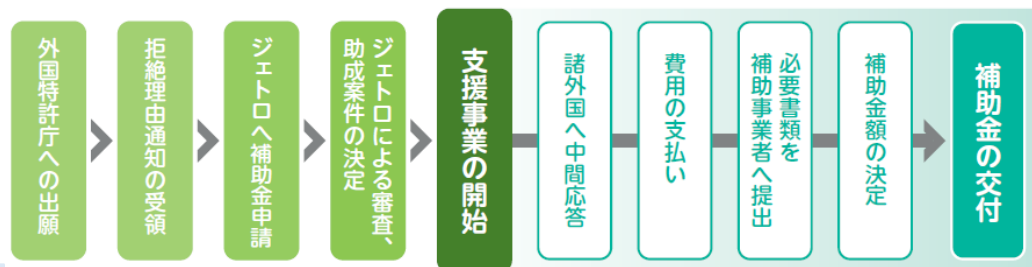 外国特許庁への出願
拒絶理由通知の受領
ジェトロへ補助金申請
ジェトロによる審査、
助成案件の決定
支援事業の開始
諸外国へ中間応答
費用の支払い
必要書類を
補助事業者へ提出
補助金額の決定
補助金の交付